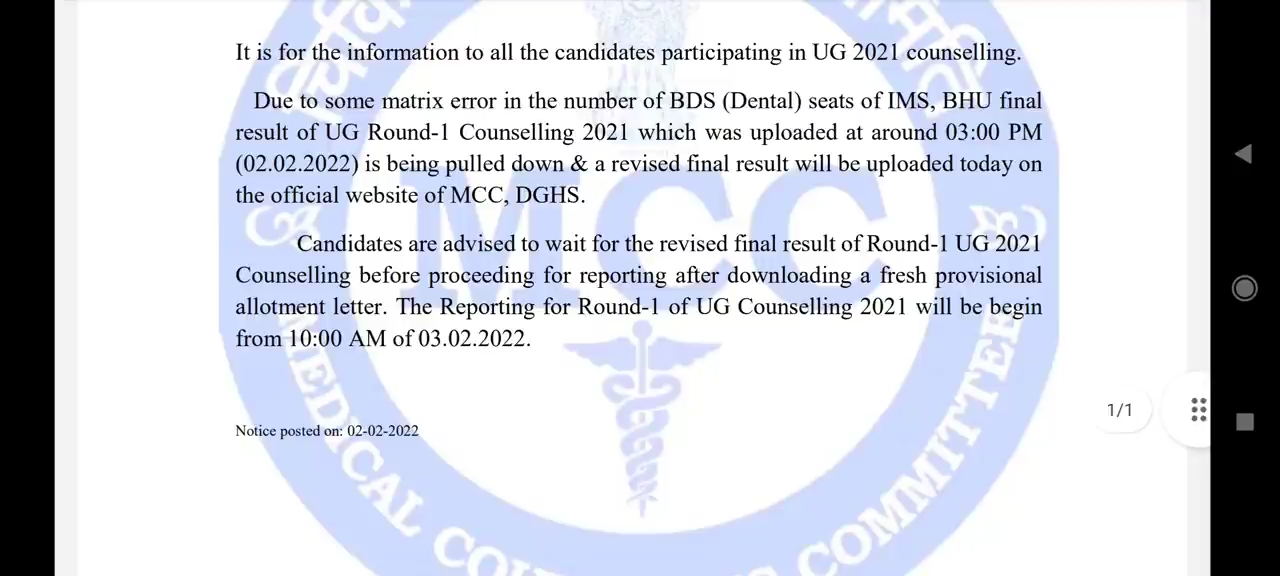 It is for the information to all the candidates participating in UG 2021 counselling.
Due to some matrix error in the number of BDS (Dental) seats of IMS, BHU final
result of UG Round-1 Counselling 2021 which was uploaded at around 03:00 PM
(02.02.2022) is being pulled down & a revised final result will be uploaded today on
the official website of MCC, DGHS.
MCC
Candidates are advised to wait for the revised final result of Round-1 UG 2021
Counselling before proceeding for reporting after downloading a fresh provisional
allotment letter. The Reporting for Round-1 of UG Counselling 2021 will be begin
from 10:00 AM of 03.02.2022.
1/1
Notice posted on: 02-02-2022
MEDICAL COU
COMMITTEE